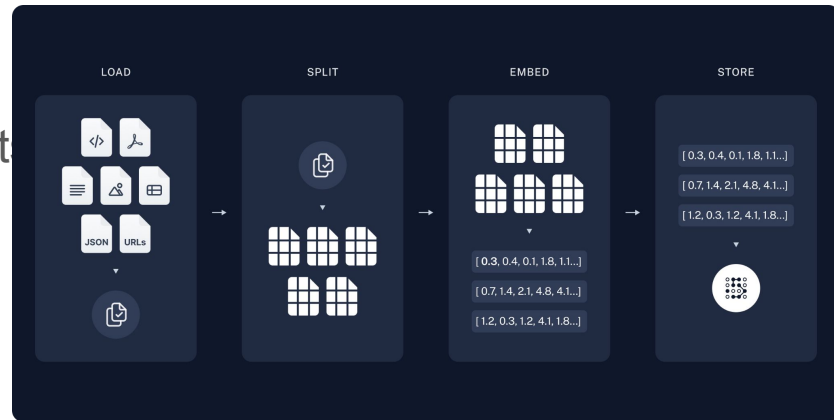 LOAD
SPLIT
EMBED
STORE
JSON
URLs
[ 0.3, 0.4, 0.1, 1.8, 1.1...]
[ 0.7, 1.4, 2.1, 4.8, 4.1...]
[ 1.2, 0.3, 1.2, 4.1, 1.8...]
[ 0.3, 0.4, 0.1, 1.8, 1.1...]
[ 0.7, 1.4, 2.1, 4.8, 4.1...]
[ 1.2, 0.3, 1.2, 4.1, 1.8...]